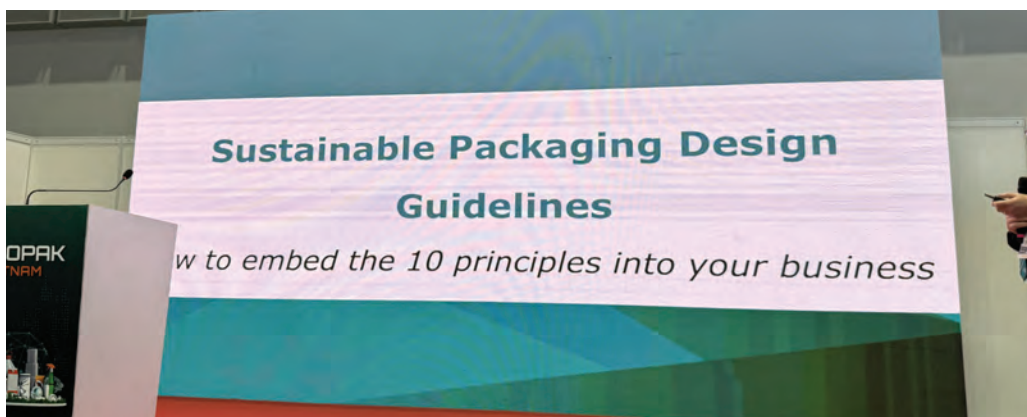 Sustainable Packaging Design
Guidelines
w to embed the 10 principles into your business
OPAK
TNAM